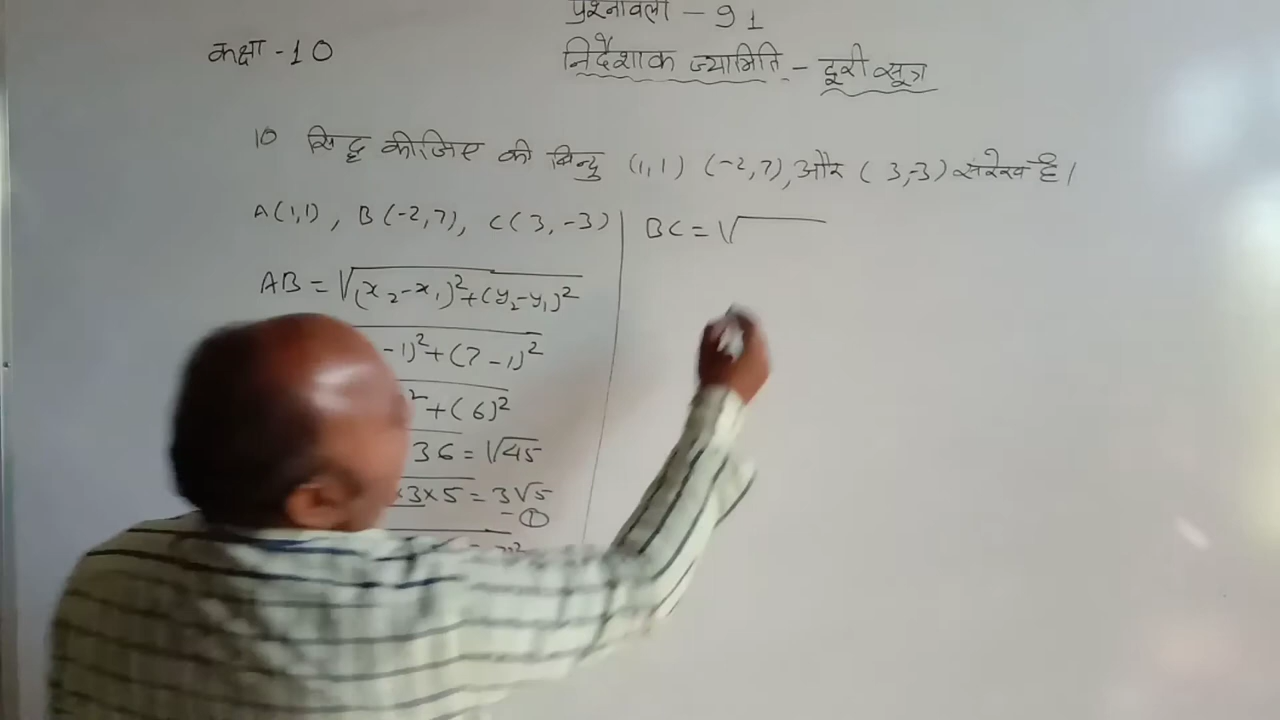 प्रश्नावली - 91
कक्षा - 10
निर्देशाक ज्यामिति - दूरी सूत्र
10 सिद्ध कीजिए की बिन्दु (1,1) (-2,7), और (3,-3) सरेख है।
A(1,1), B(-2,7), C(3,-3)
AB = √(x₂-x₁)²+(y₂-y₁)²
-1)²+(7-1)²
²+(6)²
36 = √45
×3×5 = 3√5
- ①
BC = √